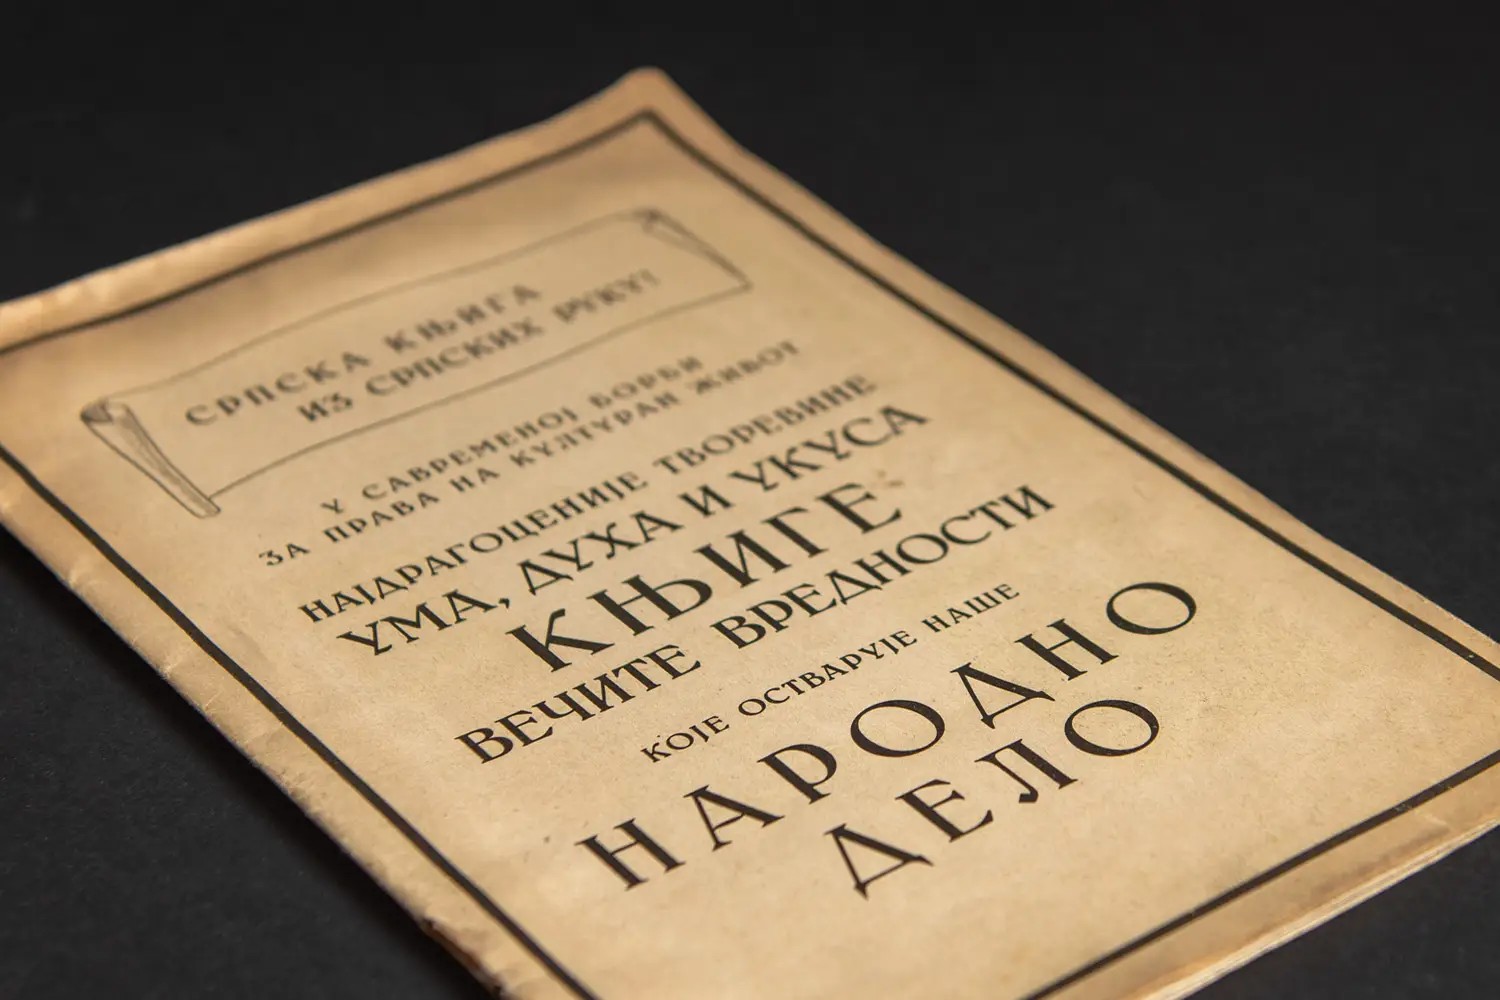 СРПСКА КЊИГА
ИЗ СРПСКИХ РУКУ!
У САВРЕМЕНОЈ БОРБИ
ЗА ПРАВА НА КУЛТУРАН ЖИВОТ
НАЈДРАГОЦЕНИЈЕ ТВОРЕВИНЕ
УМА, ДУХА И УКУСА
КЊИГЕ
ВЕЧИТЕ ВРЕДНОСТИ
КОЈЕ ОСТВАРУЈЕ НАШЕ
НАРОДНО
ДЕЛО